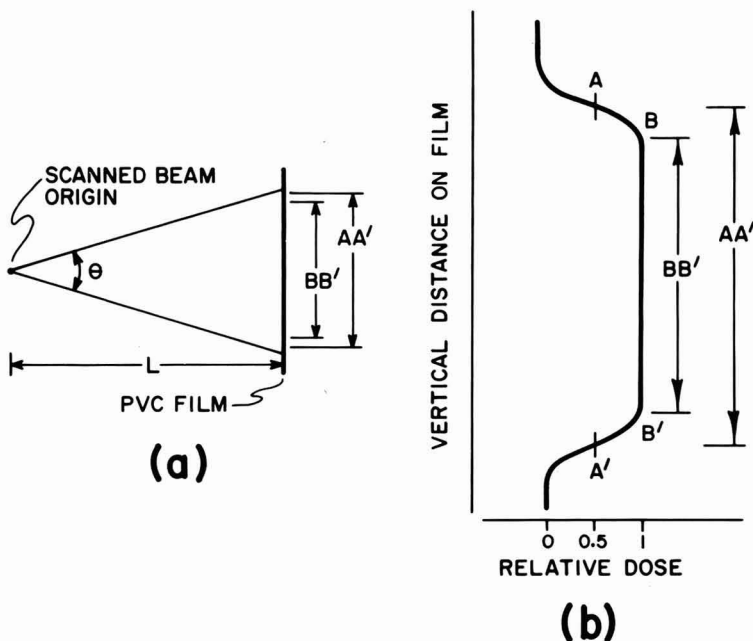 SCANNED BEAM
ORIGIN
θ
BB'
AA'
L
PVC FILM
(a)
VERTICAL DISTANCE ON FILM
A
B
BB'
AA'
B'
A'
0 0.5 1
RELATIVE DOSE
(b)